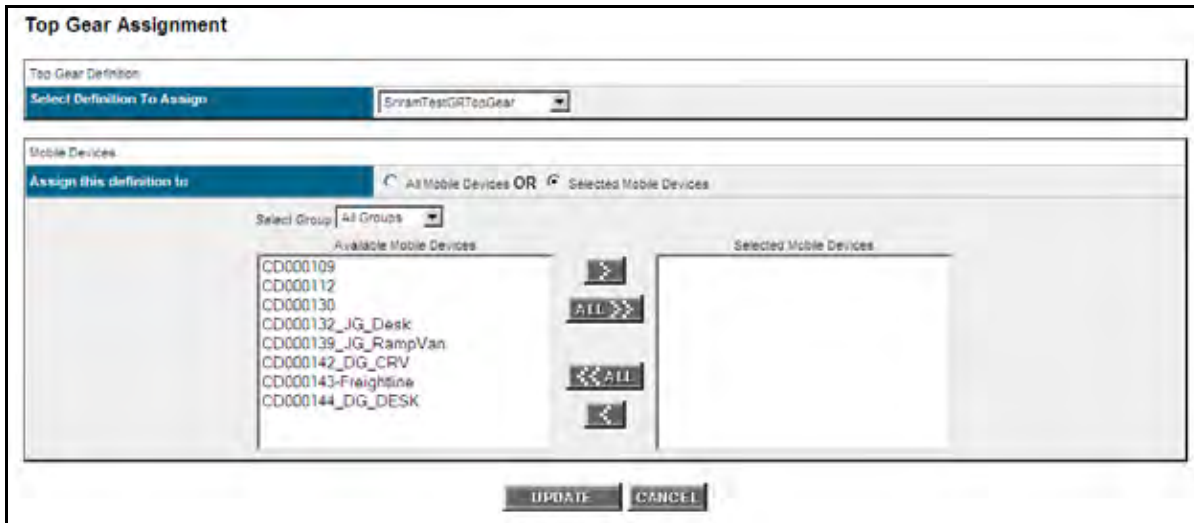 Top Gear Assignment
Top Gear Definition
Select Definition To Assign
SriramTestGRTopGear
Mobile Devices
Assign this definition to
All Mobile Devices OR Selected Mobile Devices
Select Group All Groups
Available Mobile Devices
Selected Mobile Devices
CD000109
CD000112
CD000130
CD000132_JG_Desk
CD000139_JG_RampVan
CD000142_DG_CRV
CD000143-Freightline
CD000144_DG_DESK
>
ALL >>
<< ALL
<
UPDATE
CANCEL